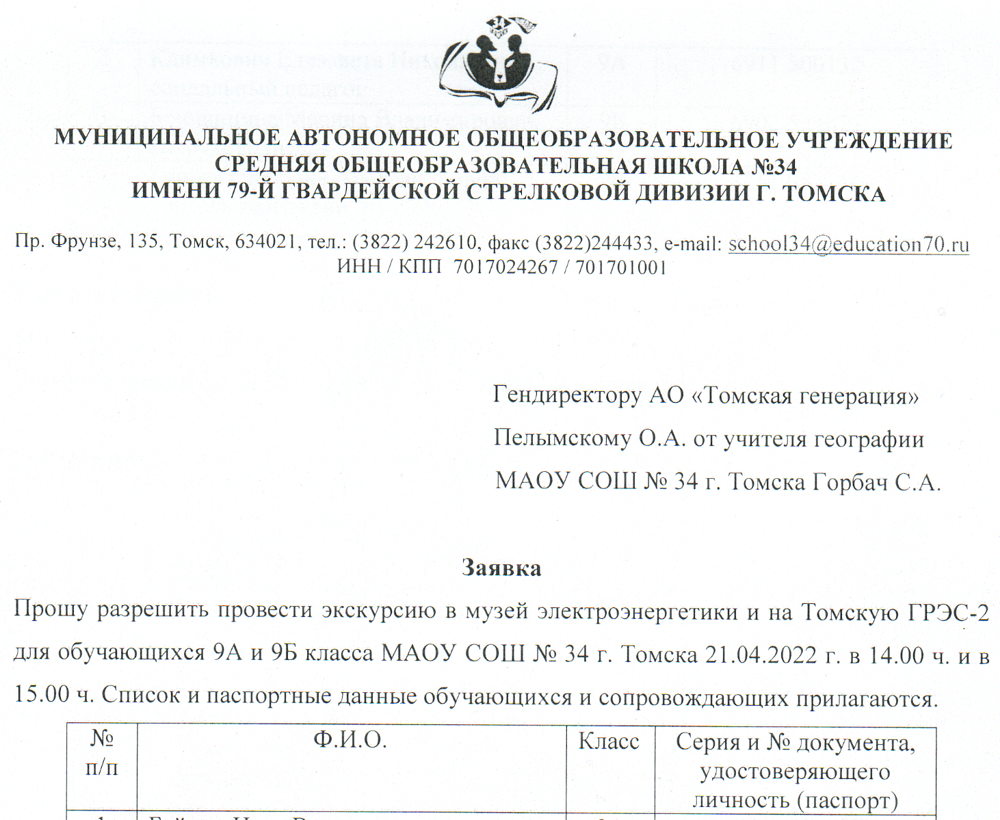 34
МУНИЦИПАЛЬНОЕ АВТОНОМНОЕ ОБЩЕОБРАЗОВАТЕЛЬНОЕ УЧРЕЖДЕНИЕ
СРЕДНЯЯ ОБЩЕОБРАЗОВАТЕЛЬНАЯ ШКОЛА №34
ИМЕНИ 79-Й ГВАРДЕЙСКОЙ СТРЕЛКОВОЙ ДИВИЗИИ Г. ТОМСКА
Пр. Фрунзе, 135, Томск, 634021, тел.: (3822) 242610, факс (3822)244433, e-mail: school34@education70.ru
ИНН / КПП 7017024267 / 701701001
Гендиректору АО «Томская генерация»
Пелымскому О.А. от учителя географии
МАОУ СОШ № 34 г. Томска Горбач С.А.
Заявка
Прошу разрешить провести экскурсию в музей электроэнергетики и на Томскую ГРЭС-2
для обучающихся 9А и 9Б класса МАОУ СОШ № 34 г. Томска 21.04.2022 г. в 14.00 ч. и в
15.00 ч. Список и паспортные данные обучающихся и сопровождающих прилагаются.
№ п/п
Ф.И.О.
Класс
Серия и № документа,
удостоверяющего
личность (паспорт)